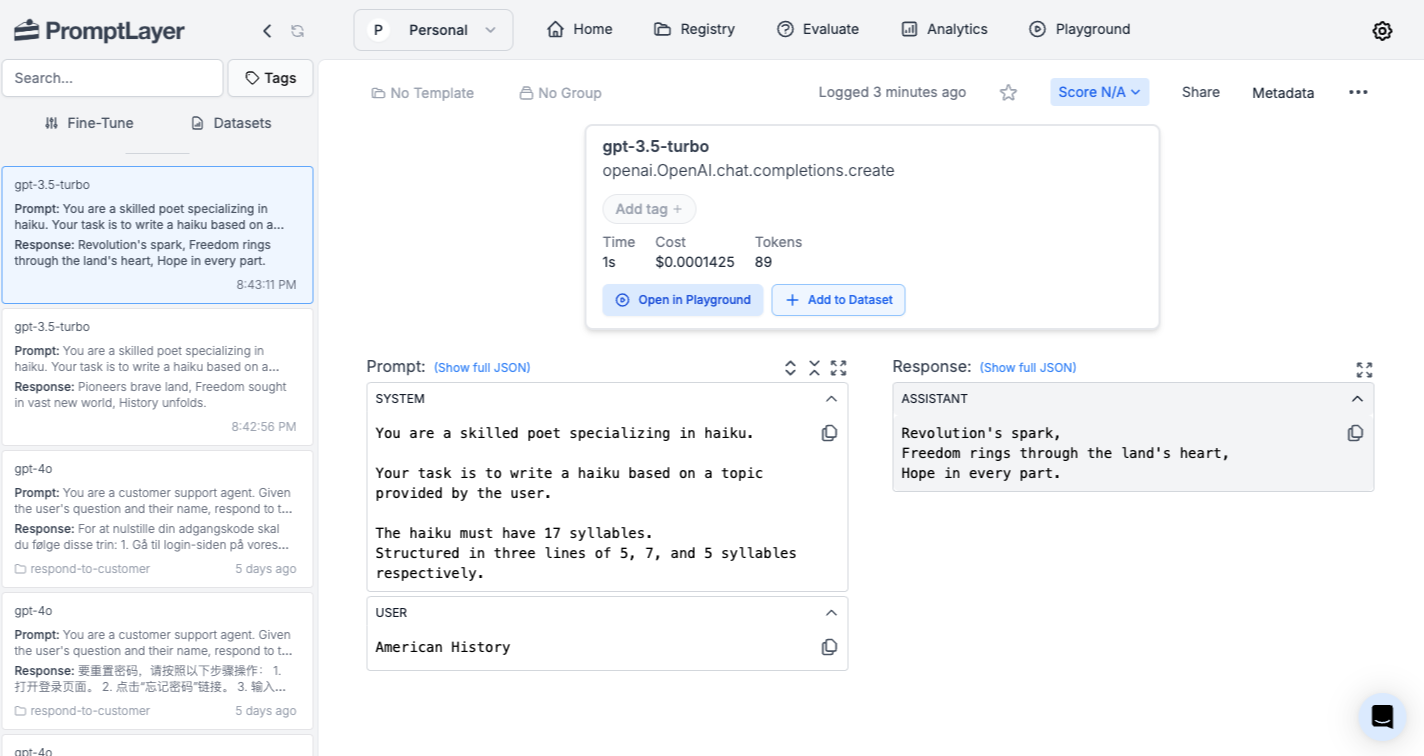 PromptLayer
P Personal
Home
Registry
Evaluate
Analytics
Playground
Search...
Tags
Fine-Tune
Datasets
gpt-3.5-turbo
Prompt: You are a skilled poet specializing in
haiku. Your task is to write a haiku based on a...
Response: Revolution's spark, Freedom rings
through the land's heart, Hope in every part.
8:43:11 PM
gpt-3.5-turbo
Prompt: You are a skilled poet specializing in
haiku. Your task is to write a haiku based on a...
Response: Pioneers brave land, Freedom sought
in vast new world, History unfolds.
8:42:56 PM
gpt-4o
Prompt: You are a customer support agent. Given
the user's question and their name, respond to t...
Response: For at nulstille din adgangskode skal
du følge disse trin: 1. Gå til login-siden på vores...
respond-to-customer
5 days ago
gpt-4o
Prompt: You are a customer support agent. Given
the user's question and their name, respond to t...
Response: 要重置密码，请按照以下步骤操作： 1.
打开登录页面。 2. 点击“忘记密码”链接。 3. 输入...
respond-to-customer
5 days ago
gpt-4o
No Template
No Group
Logged 3 minutes ago
Score N/A
Share
Metadata
gpt-3.5-turbo
openai.OpenAI.chat.completions.create
Add tag +
Time Cost Tokens
1s $0.0001425 89
Open in Playground
Add to Dataset
Prompt: (Show full JSON)
SYSTEM
You are a skilled poet specializing in haiku.
Your task is to write a haiku based on a topic
provided by the user.
The haiku must have 17 syllables.
Structured in three lines of 5, 7, and 5 syllables
respectively.
USER
American History
Response: (Show full JSON)
ASSISTANT
Revolution's spark,
Freedom rings through the land's heart,
Hope in every part.